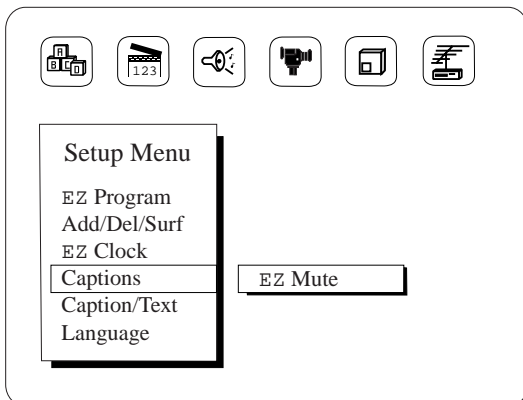 A
B C D
123
Setup Menu
EZ Program
Add/Del/Surf
EZ Clock
Captions
EZ Mute
Caption/Text
Language